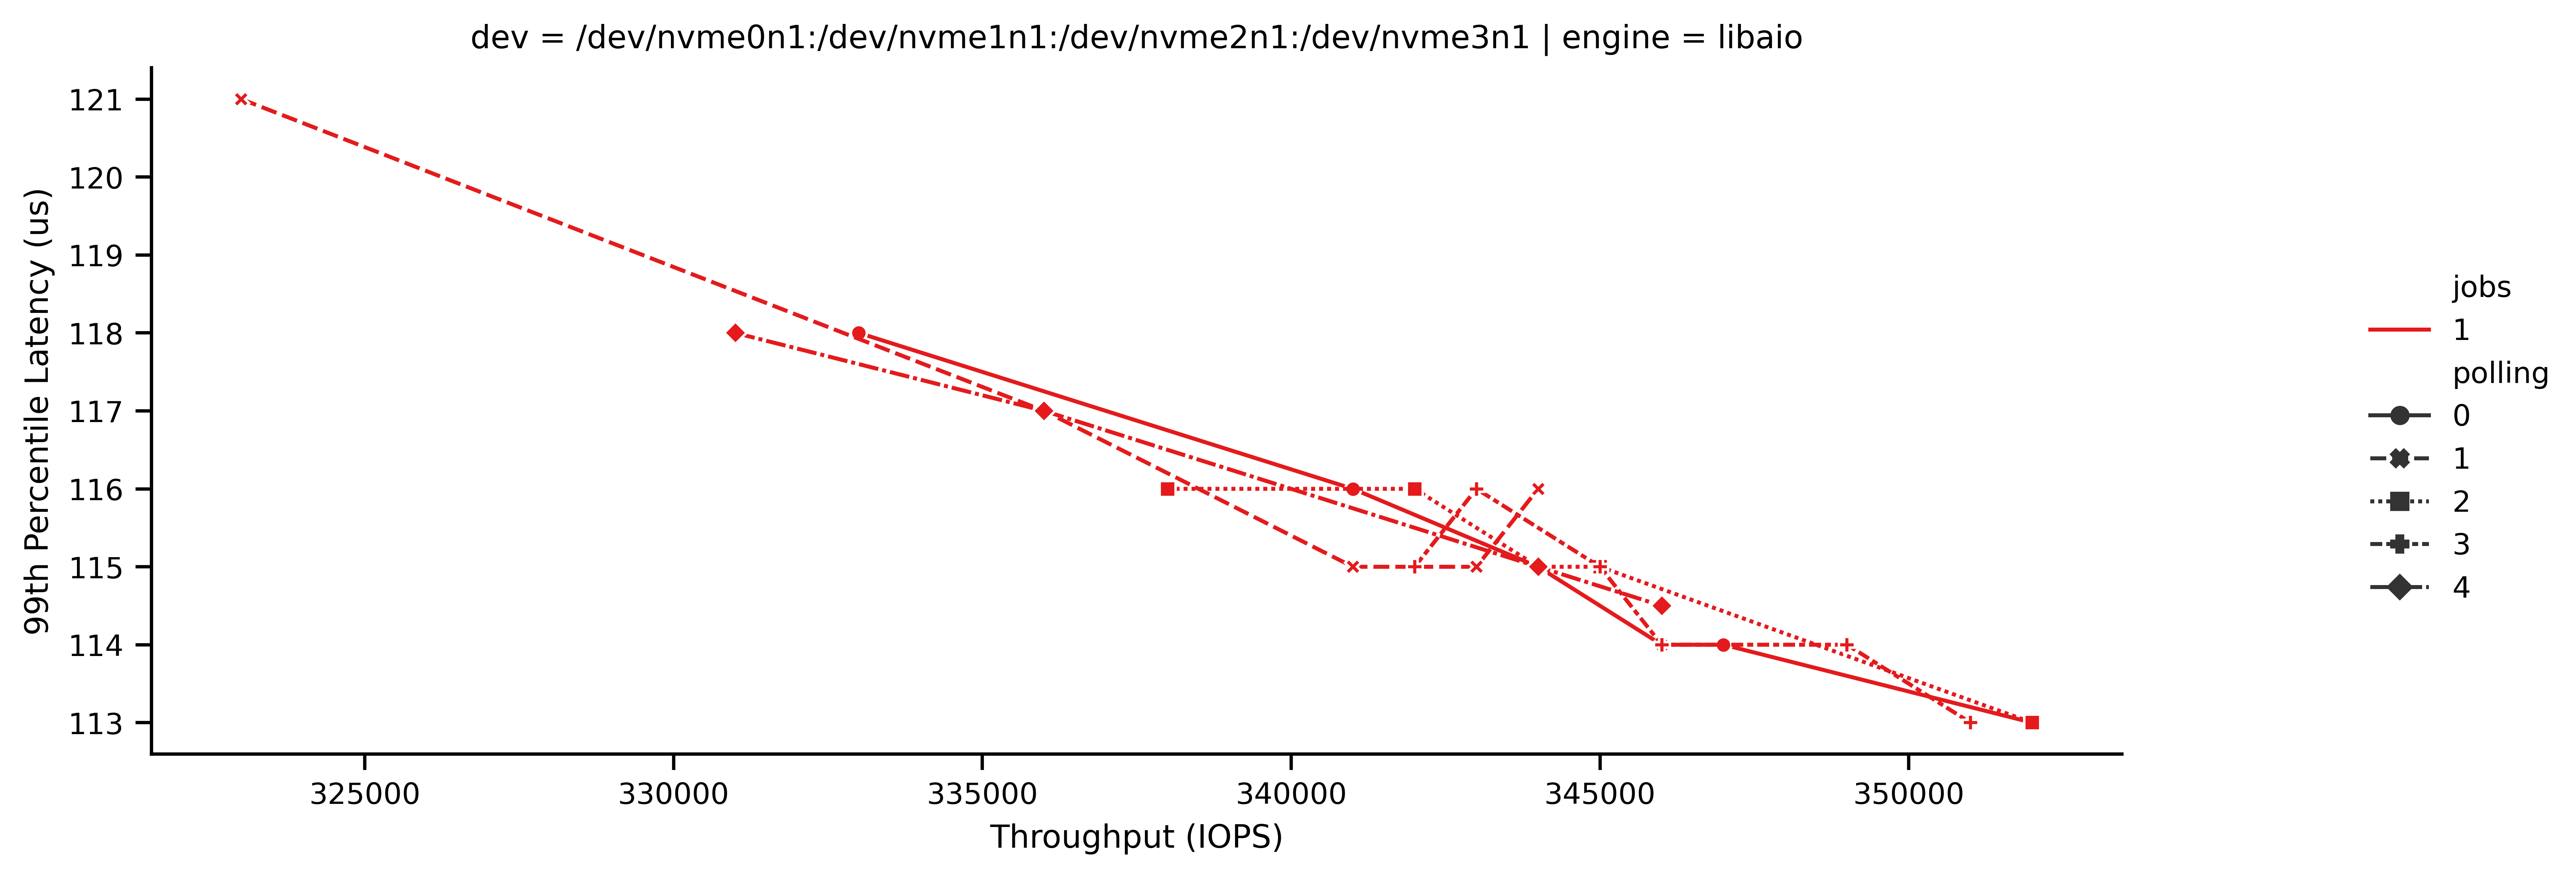 dev = /dev/nvme0n1:/dev/nvme1n1:/dev/nvme2n1:/dev/nvme3n1 | engine = libaio
99th Percentile Latency (us)
121
120
119
118
117
116
115
114
113
325000 330000 335000 340000 345000 350000
Throughput (IOPS)
jobs
1
polling
0
1
2
3
4